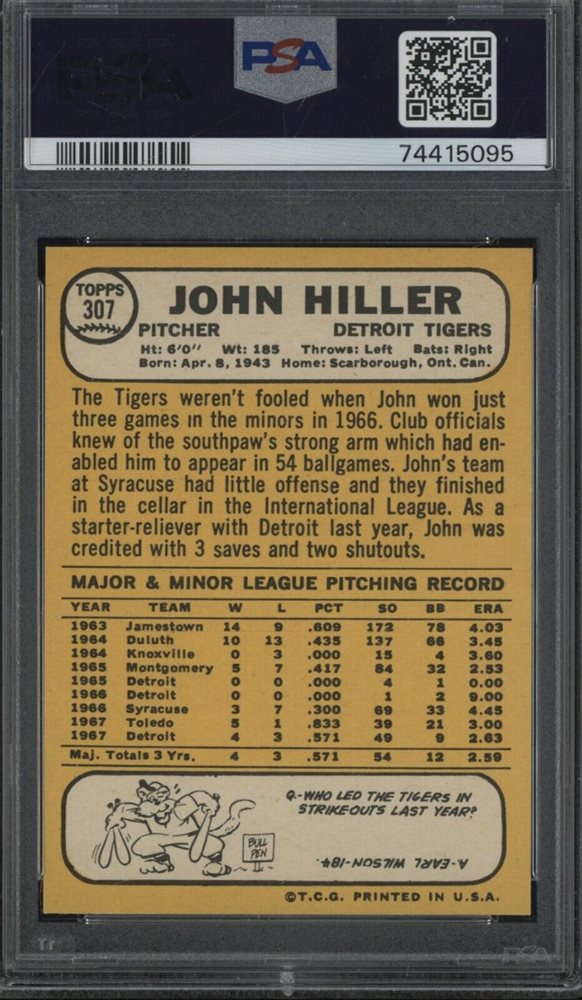 PSA
PSA
74415095
TOPPS
307
JOHN HILLER
PITCHER DETROIT TIGERS
Ht: 6'0" Wt: 185 Throws: Left Bats: Right
Born: Apr. 8, 1943 Home: Scarborough, Ont. Can.
The Tigers weren't fooled when John won just
three games in the minors in 1966. Club officials
knew of the southpaw's strong arm which had en-
abled him to appear in 54 ballgames. John's team
at Syracuse had little offense and they finished
in the cellar in the International League. As a
starter-reliever with Detroit last year, John was
credited with 3 saves and two shutouts.
MAJOR & MINOR LEAGUE PITCHING RECORD
YEAR TEAM W L PCT SO BB ERA
1963 Jamestown 14 9 .609 172 78 4.03
1964 Duluth 10 13 .435 137 66 3.45
1964 Knoxville 0 3 .000 15 4 3.60
1965 Montgomery 5 7 .417 84 32 2.53
1965 Detroit 0 0 .000 4 1 0.00
1966 Detroit 0 0 .000 1 2 9.00
1966 Syracuse 3 7 .300 69 33 4.45
1967 Toledo 5 1 .833 39 21 3.00
1967 Detroit 4 3 .571 49 9 2.63
Maj. Totals 3 Yrs. 4 3 .571 54 12 2.59
Q-WHO LED THE TIGERS IN
STRIKEOUTS LAST YEAR?
BULL
PEN
A-EARL WILSON-184.
©T.C.G. PRINTED IN U.S.A.
PSA